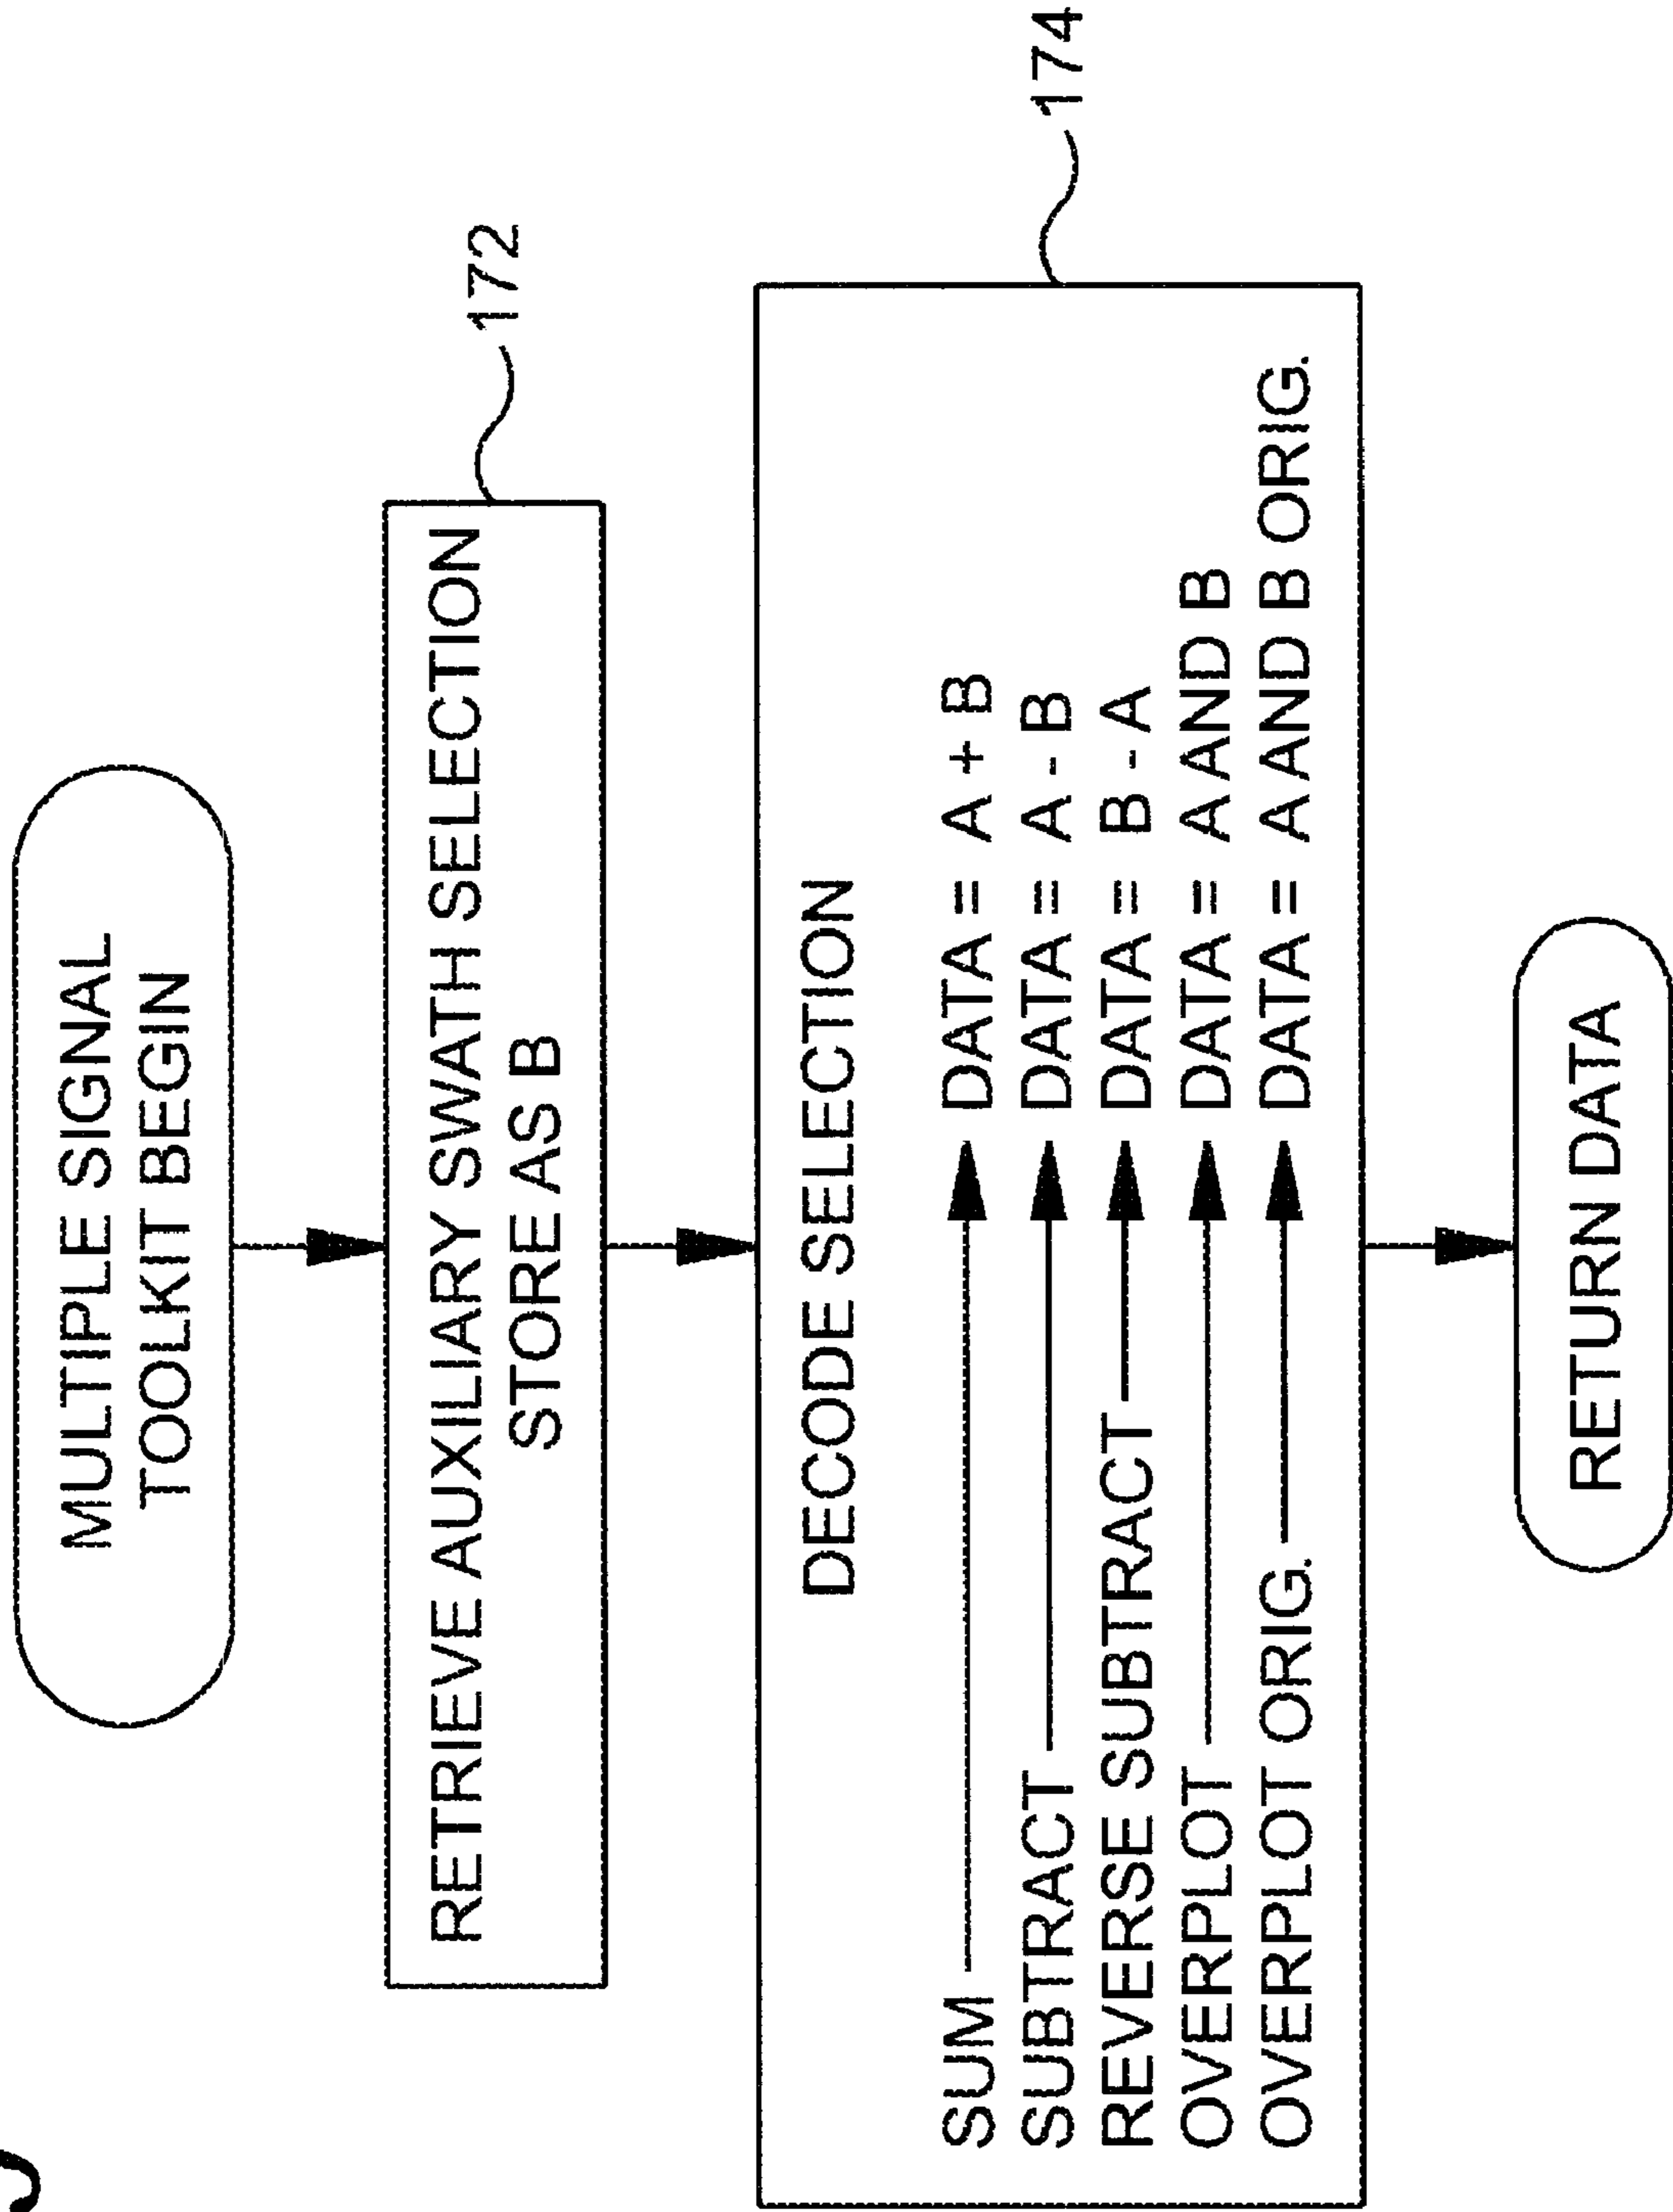 MULTIPLE SIGNAL
TOOLKIT BEGIN
RETRIEVE AUXILIARY SWATH SELECTION
STORE AS B
172
DECODE SELECTION
SUM DATA = A + B
SUBTRACT DATA = A - B
REVERSE SUBTRACT DATA = B - A
OVERPLOT DATA = A AND B
OVERPLOT ORIG. DATA = A AND B ORIG.
174
RETURN DATA